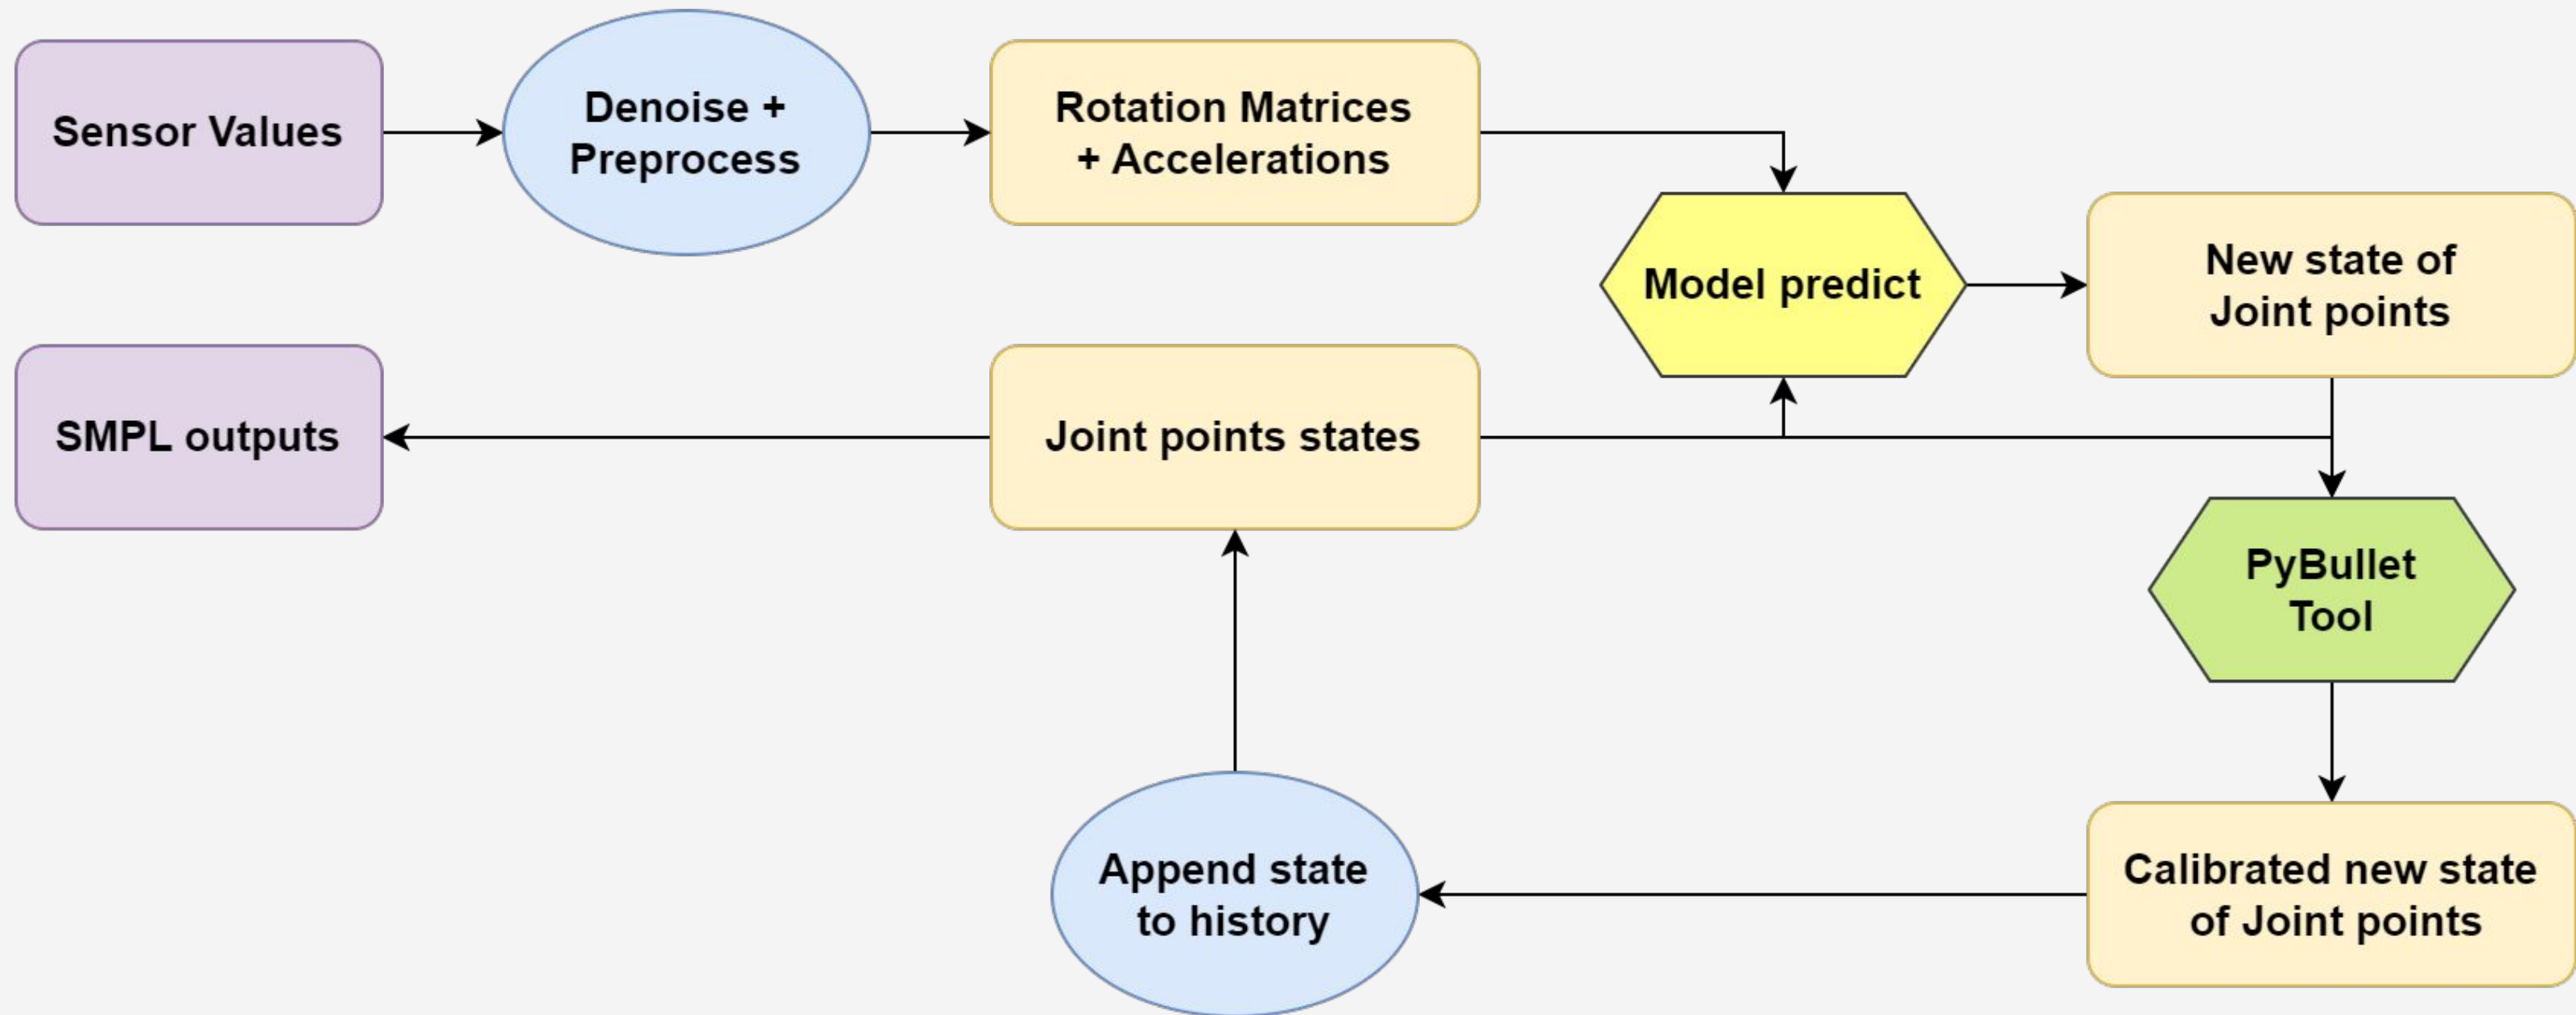 Sensor Values
Denoise +
Preprocess
Rotation Matrices
+ Accelerations
Model predict
New state of
Joint points
SMPL outputs
Joint points states
PyBullet
Tool
Append state
to history
Calibrated new state
of Joint points